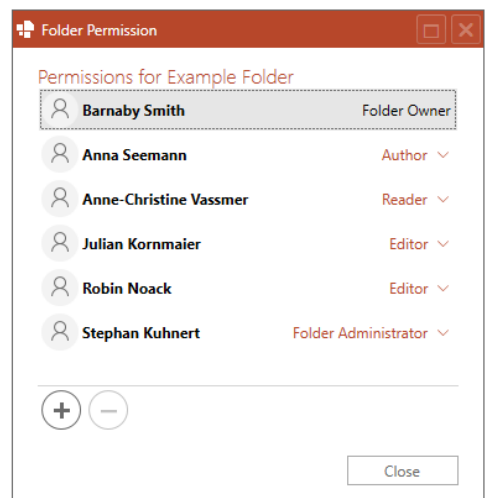 Folder Permission
Permissions for Example Folder
Barnaby Smith Folder Owner
Anna Seemann Author
Anne-Christine Vassmer Reader
Julian Kornmaier Editor
Robin Noack Editor
Stephan Kuhnert Folder Administrator
Close